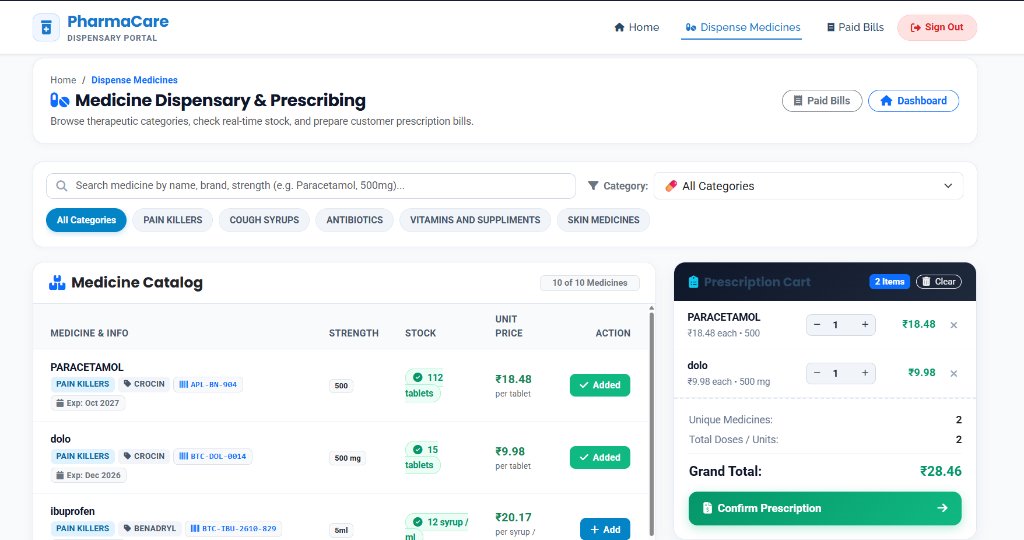 PharmaCare
DISPENSARY PORTAL
Home
Dispense Medicines
Paid Bills
Sign Out
Home / Dispense Medicines
Medicine Dispensary & Prescribing
Browse therapeutic categories, check real-time stock, and prepare customer prescription bills.
Paid Bills
Dashboard
Search medicine by name, brand, strength (e.g. Paracetamol, 500mg)...
Category:
All Categories
All Categories
PAIN KILLERS
COUGH SYRUPS
ANTIBIOTICS
VITAMINS AND SUPPLIMENTS
SKIN MEDICINES
Medicine Catalog
10 of 10 Medicines
MEDICINE & INFO
STRENGTH
STOCK
UNIT
PRICE
ACTION
PARACETAMOL
PAIN KILLERS
CROCIN
APL-BN-904
Exp: Oct 2027
500
112
tablets
₹18.48
per tablet
Added
dolo
PAIN KILLERS
CROCIN
BTC-DOL-0014
Exp: Dec 2026
500 mg
15
tablets
₹9.98
per tablet
Added
ibuprofen
PAIN KILLERS
BENADRYL
BTC-IBU-2610-829
5ml
12 syrup /
ml
₹20.17
per syrup /
+ Add
Prescription Cart
2 Items
Clear
PARACETAMOL
₹18.48 each • 500
− 1 +
₹18.48
×
dolo
₹9.98 each • 500 mg
− 1 +
₹9.98
×
Unique Medicines: 2
Total Doses / Units: 2
Grand Total: ₹28.46
Confirm Prescription